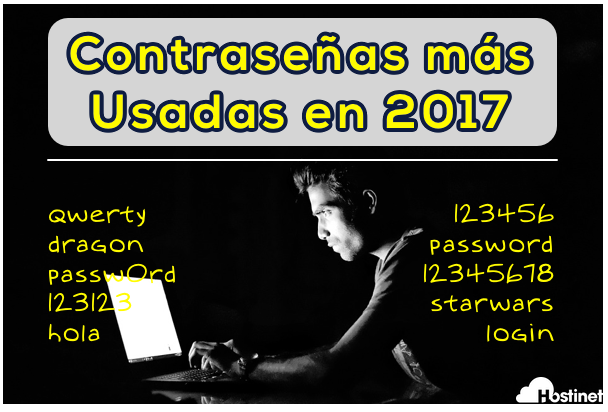 Contraseñas más
Usadas en 2017
qwerty
dragon
passw0rd
123123
hola
123456
password
12345678
starwars
login
Hostinet